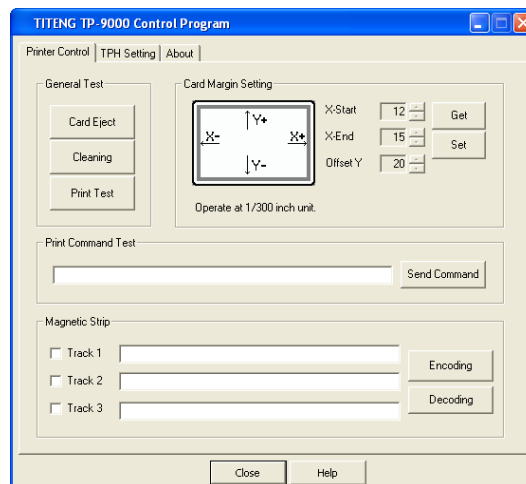 TITENG TP-9000 Control Program
Printer Control TPH Setting About
General Test
Card Eject
Cleaning
Print Test
Card Margin Setting
Y+
X- X+
Y-
Operate at 1/300 inch unit.
X-Start 12 Get
X-End 15 Set
Offset Y 20
Print Command Test
Send Command
Magnetic Strip
Track 1
Track 2
Track 3
Encoding
Decoding
Close Help